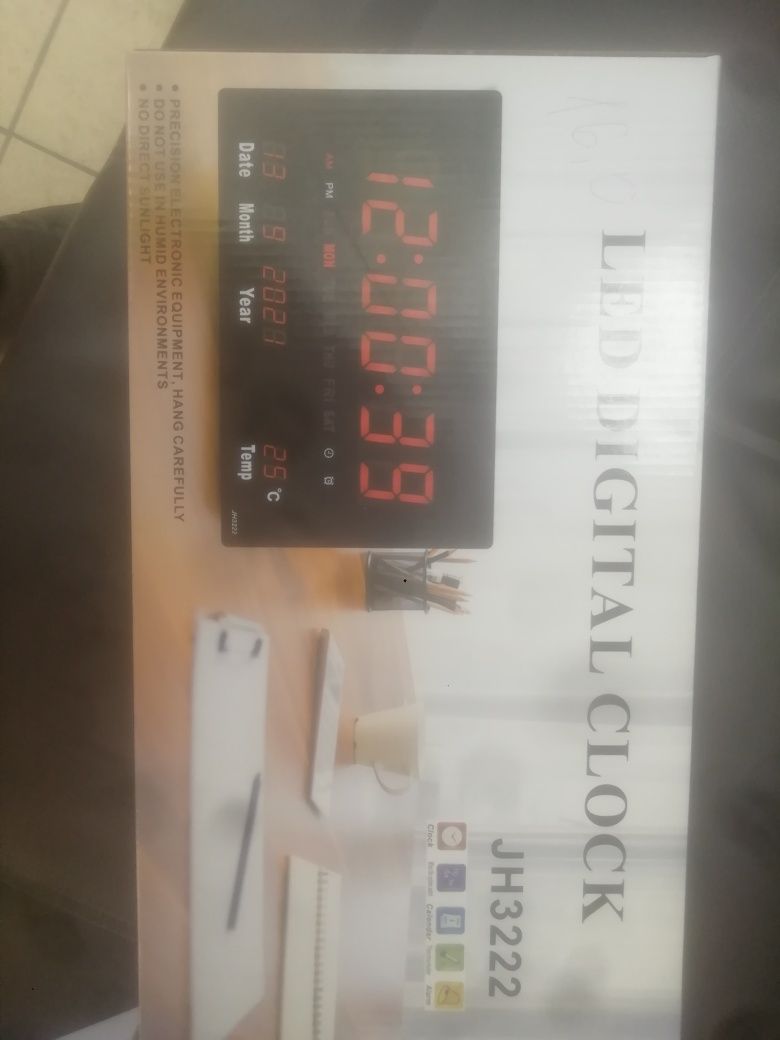 LED DIGITAL CLOCK
JH3222
12:00:39
AM PM MON THU FRI SAT
13 9 2021 25 °C
Date Month Year Temp
JH3222
Clock Calendar Alarm
PRECISION ELECTRONIC EQUIPMENT, HANG CAREFULLY
DO NOT USE IN HUMID ENVIRONMENTS
NO DIRECT SUNLIGHT